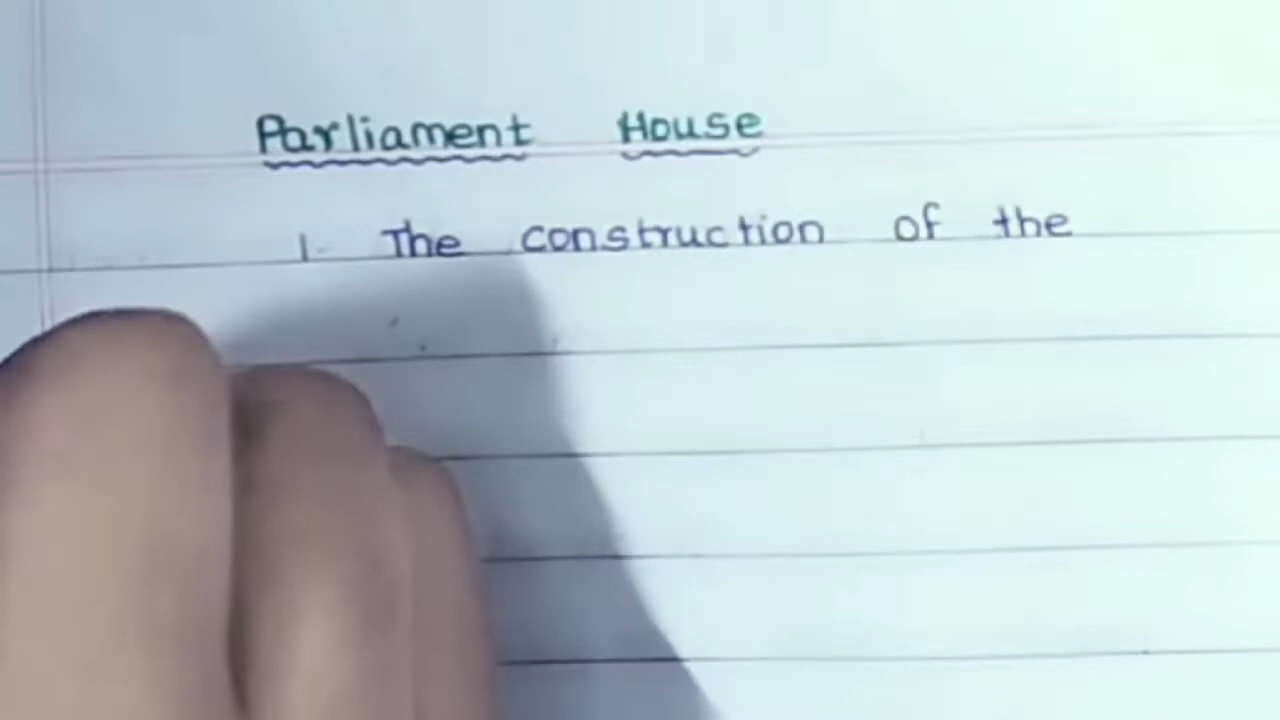 Parliament House
1. The construction of the